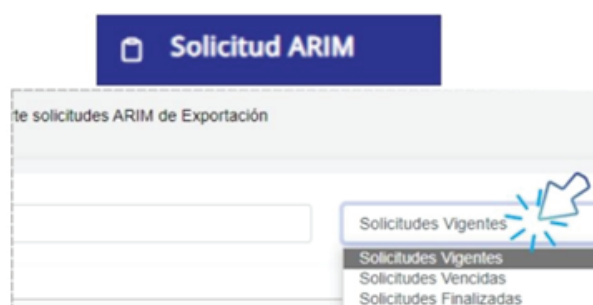 Solicitud ARIM
te solicitudes ARIM de Exportación
Solicitudes Vigentes
Solicitudes Vigentes
Solicitudes Vencidas
Solicitudes Finalizadas